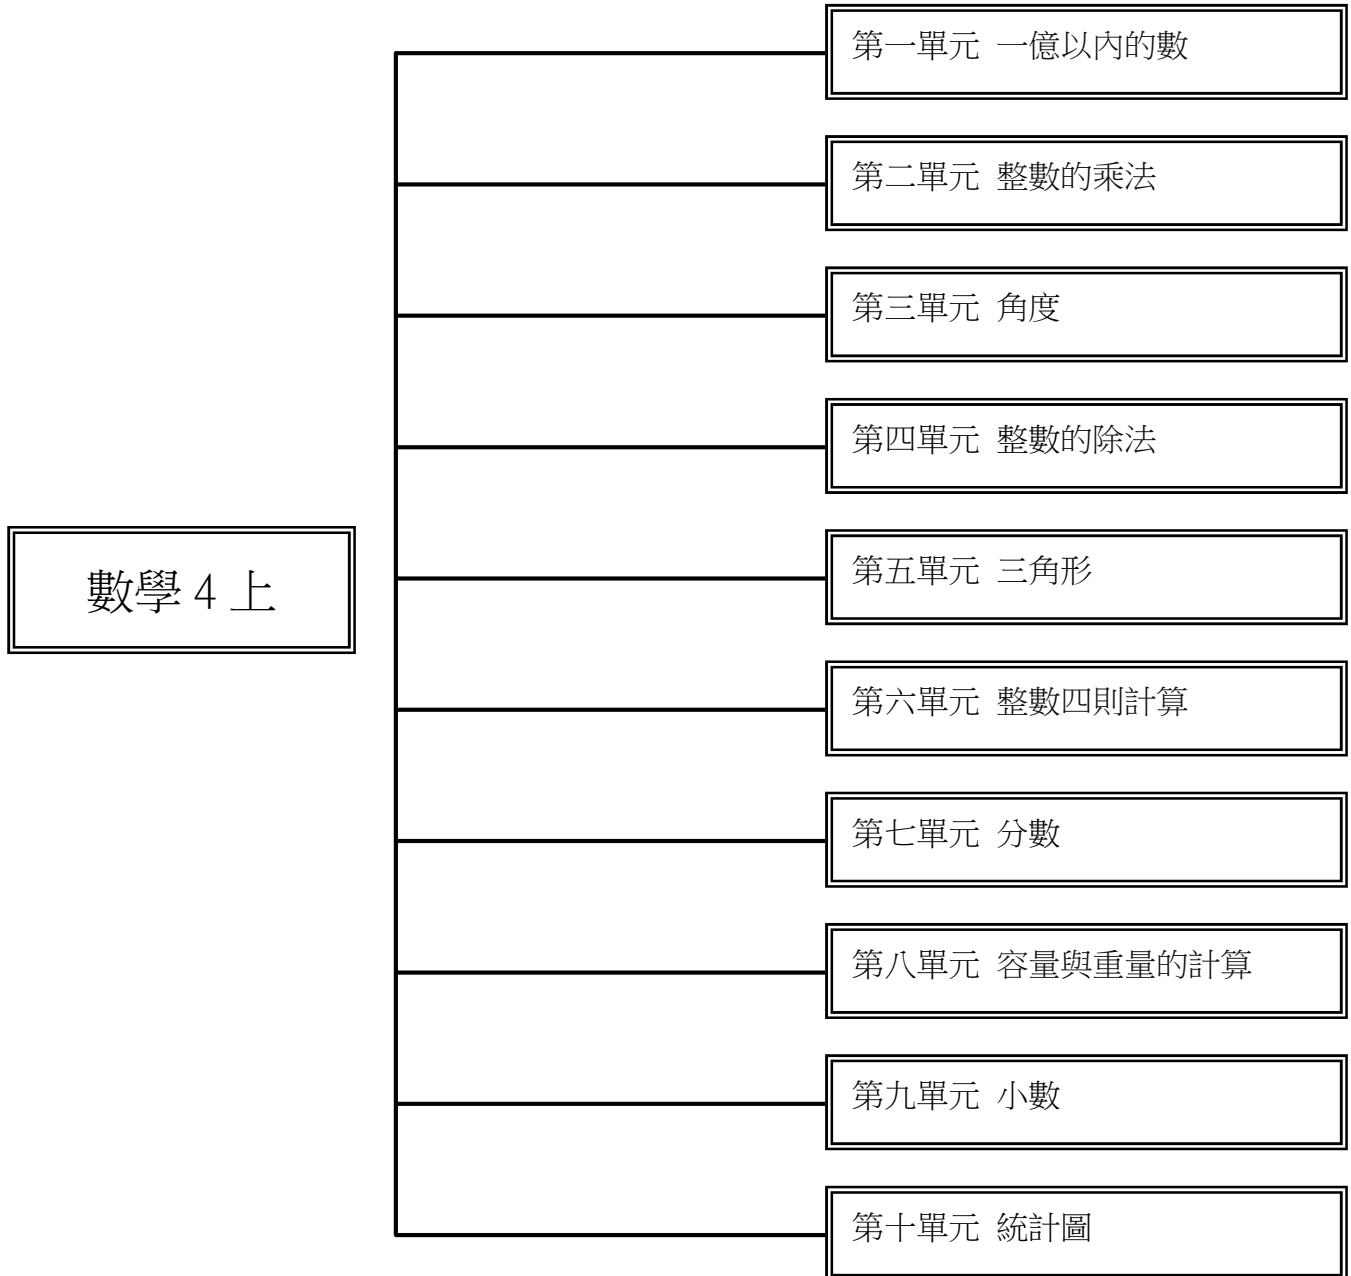 數學4上
第一單元 一億以內的數
第二單元 整數的乘法
第三單元 角度
第四單元 整數的除法
第五單元 三角形
第六單元 整數四則計算
第七單元 分數
第八單元 容量與重量的計算
第九單元 小數
第十單元 統計圖